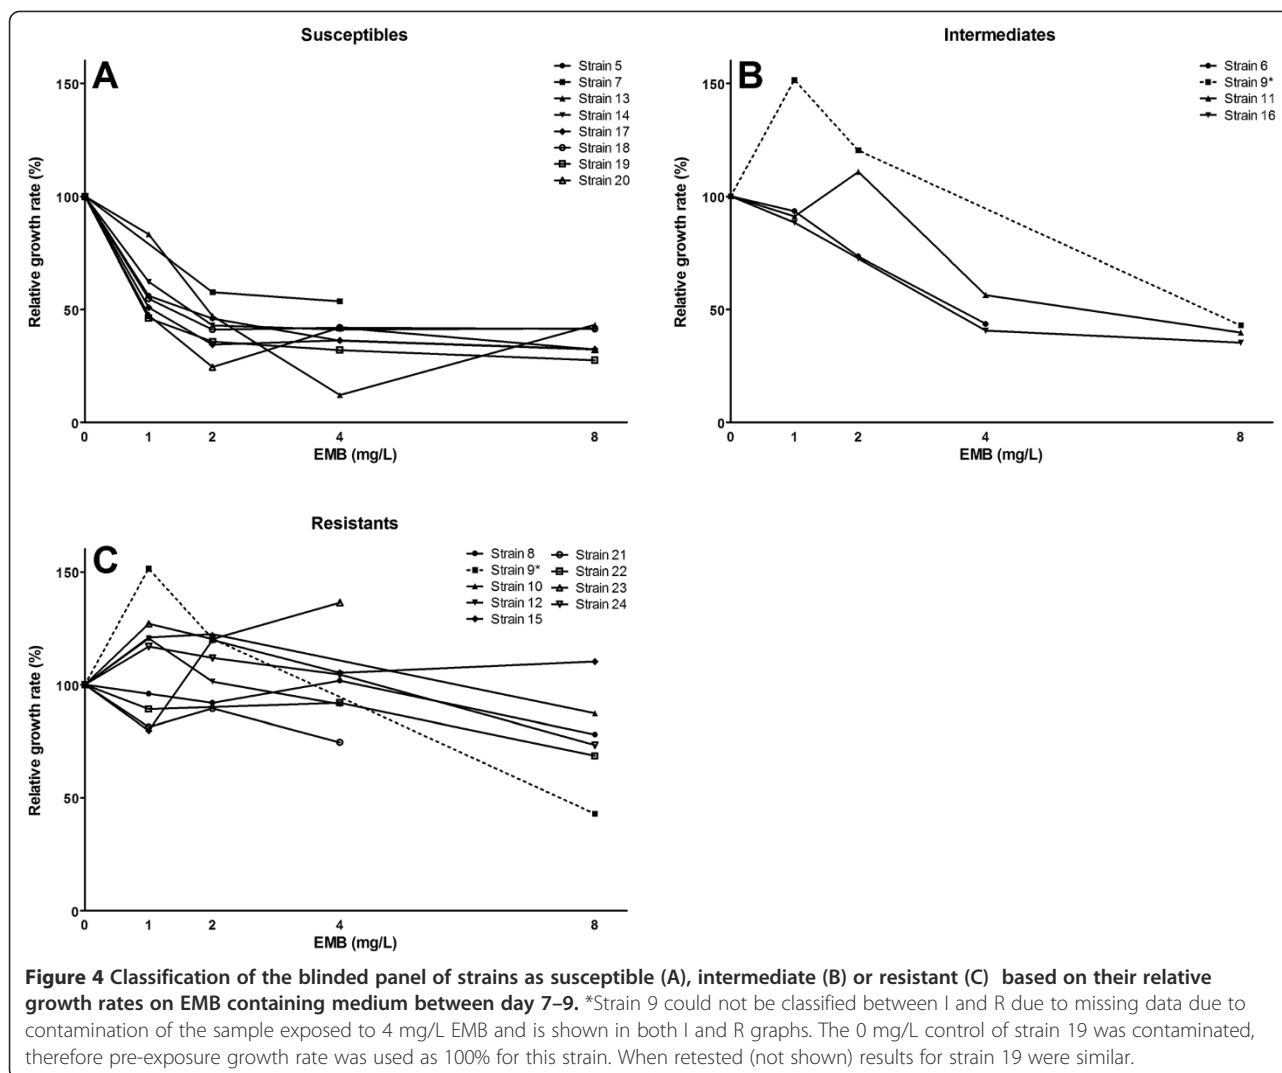 Susceptibles
A
Strain 5
Strain 7
Strain 13
Strain 14
Strain 17
Strain 18
Strain 19
Strain 20
150
100
50
0
Relative growth rate (%)
0 1 2 4 8
EMB (mg/L)
Intermediates
B
Strain 6
Strain 9*
Strain 11
Strain 16
150
100
50
0
Relative growth rate (%)
0 1 2 4 8
EMB (mg/L)
Resistants
C
Strain 8
Strain 9*
Strain 10
Strain 12
Strain 15
Strain 21
Strain 22
Strain 23
Strain 24
150
100
50
0
Relative growth rate (%)
0 1 2 4 8
EMB (mg/L)
Figure 4 Classification of the blinded panel of strains as susceptible (A), intermediate (B) or resistant (C) based on their relative
growth rates on EMB containing medium between day 7–9. *Strain 9 could not be classified between I and R due to missing data due to
contamination of the sample exposed to 4 mg/L EMB and is shown in both I and R graphs. The 0 mg/L control of strain 19 was contaminated,
therefore pre-exposure growth rate was used as 100% for this strain. When retested (not shown) results for strain 19 were similar.